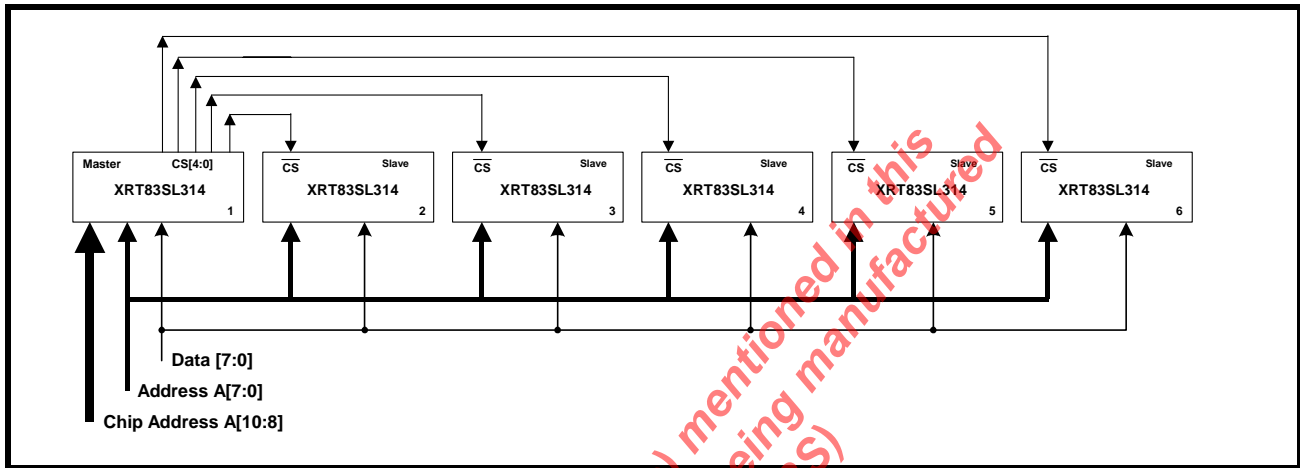 Master CS[4:0]
XRT83SL314
1
CS Slave
XRT83SL314
2
CS Slave
XRT83SL314
3
CS Slave
XRT83SL314
4
CS Slave
XRT83SL314
5
CS Slave
XRT83SL314
6
Data [7:0]
Address A[7:0]
Chip Address A[10:8]
) mentioned in this
eing manufactured
S)